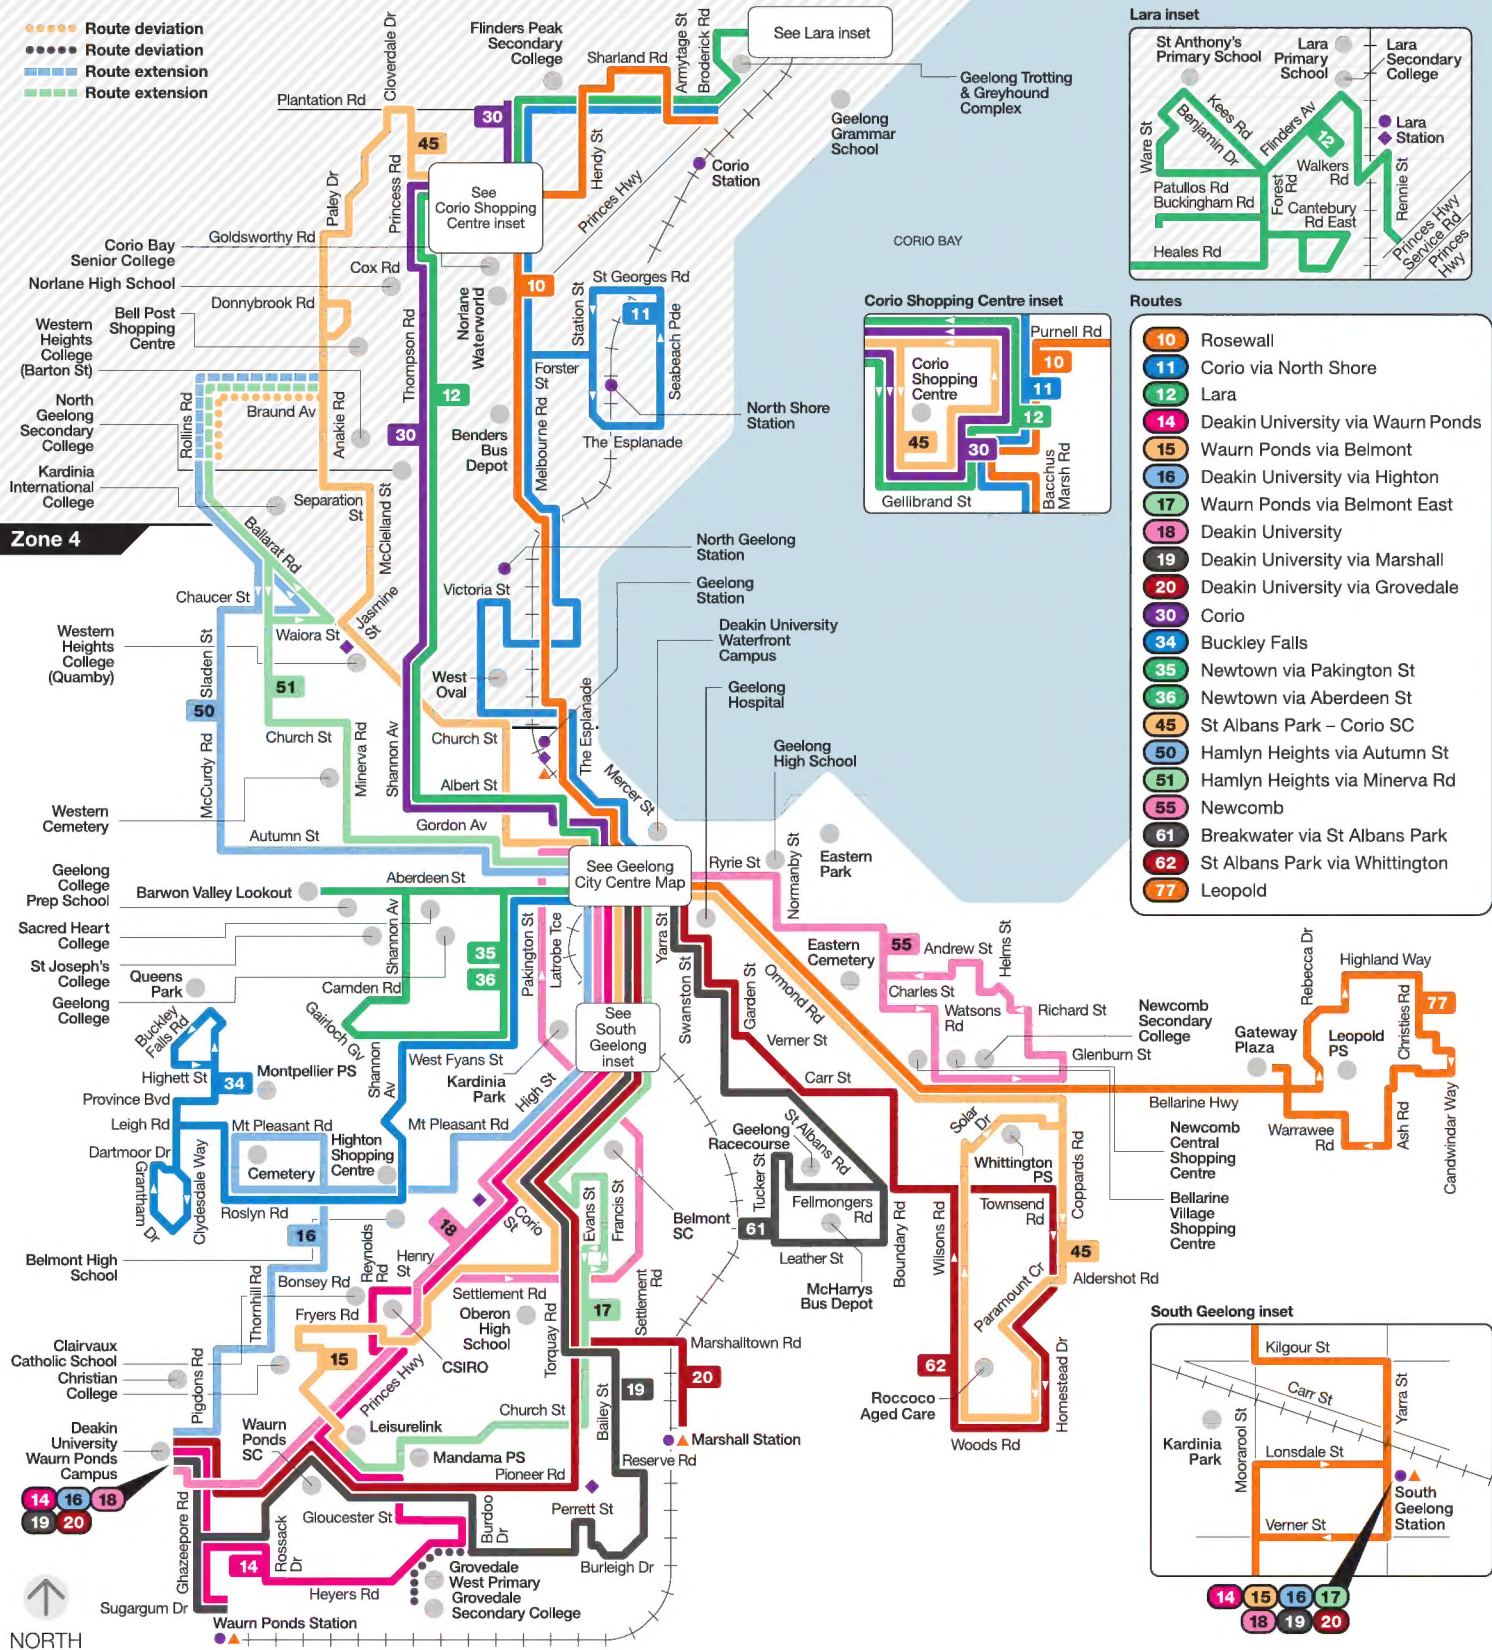 Route deviation
Route deviation
Route extension
Route extension
Cloverdale Dr
Flinders Peak
Secondary
College
Sharland Rd
Armytage St
Broderick Rd
See Lara inset
Geelong Trotting
& Greyhound
Complex
Geelong
Grammar
School
Plantation Rd
30
45
Hendy St
Princes Hwy
Corio
Station
Paley Dr
Princess Rd
See
Corio Shopping
Centre inset
CORIO BAY
Corio Bay
Senior College
Goldsworthy Rd
Norlane High School
Cox Rd
Bell Post
Shopping
Centre
Donnybrook Rd
Western
Heights
College
(Barton St)
Thompson Rd
Norlane
Waterworld
10
St Georges Rd
Station St
11
Seabeach Pde
Forster
St
North Shore
Station
The Esplanade
North
Geelong
Secondary
College
Rollins Rd
Braund Av
Anakie Rd
12
30
Benders
Bus
Depot
Melbourne Rd
Kardinia
International
College
Separation
St
McClelland St
Ballarat Rd
Zone 4
North Geelong
Station
Geelong
Station
Victoria St
Deakin University
Waterfront
Campus
Geelong
Hospital
Geelong
High School
Chaucer St
Waiora St
Jasmine
St
Western
Heights
College
(Quamby)
Sladen St
51
50
West
Oval
The Esplanade
Church St
Church St
McCurdy Rd
Minerva Rd
Shannon Av
Albert St
Mercer St
Western
Cemetery
Autumn St
Gordon Av
See Geelong
City Centre Map
Ryrie St
Normanby St
Eastern
Park
Geelong
College
Prep School
Barwon Valley Lookout
Aberdeen St
Sacred Heart
College
St Joseph's
College
Geelong
College
Queens
Park
Shannon Av
Camden Rd
35
36
Pakington St
Latrobe Tce
Yarra St
Swanston St
Garden St
Ormond Rd
Eastern
Cemetery
55
Andrew St
Helms St
Charles St
Watsons
Rd
Richard St
Glenburn St
Newcomb
Secondary
College
Gateway
Plaza
Rebecca Dr
Highland Way
77
Christies Rd
Leopold
PS
Bellarine Hwy
Warrawee
Rd
Ash Rd
Candwindar Way
Newcomb
Central
Shopping
Centre
Bellarine
Village
Shopping
Centre
Buckley
Falls Rd
Gairloch Gv
See
South
Geelong
inset
Verner St
Carr St
Highett St
34
Montpellier PS
Shannon
Av
West Fyans St
Kardinia
Park
High St
Province Bvd
Leigh Rd
Mt Pleasant Rd
Mt Pleasant Rd
Highton
Shopping
Centre
Dartmoor Dr
Cemetery
Grantham
Dr
Clydesdale Way
Roslyn Rd
Geelong
Racecourse
St Albans Rd
Tucker St
Fellmongers
Rd
61
Leather St
McHarrys
Bus Depot
Boundary Rd
Solar
Dr
Whittington
PS
Coppards Rd
Townsend
Rd
Wilsons Rd
45
Aldershot Rd
Paramount Cr
62
Roccoco
Aged Care
Homestead Dr
Woods Rd
Belmont
SC
Evans St
Francis St
Corio
St
18
Henry
St
Reynolds
Rd
16
Belmont High
School
Bonsey Rd
Thornhill Rd
Fryers Rd
Settlement Rd
Settlement
Rd
Oberon
High
School
Torquay Rd
17
Marshalltown Rd
CSIRO
Clairvaux
Catholic School
Christian
College
15
Princes Hwy
20
19
Bailey St
Pigdons Rd
Deakin
University
Waurn Ponds
Campus
Waurn
Ponds
SC
Leisurelink
Church St
Mandama PS
Pioneer Rd
Marshall Station
Reserve Rd
14
16
18
19
20
Ghazeepore Rd
Rossack
Dr
Gloucester St
Burdoo
Dr
Perrett St
Burleigh Dr
14
Heyers Rd
Grovedale
West Primary
Grovedale
Secondary College
Sugargum Dr
Waurn Ponds Station
NORTH
Lara inset
St Anthony's
Primary School
Lara
Primary
School
Lara
Secondary
College
Kees Rd
Benjamin Dr
Ware St
Flinders Av
12
Lara
Station
Walkers
Rd
Patullos Rd
Buckingham Rd
Forest
Rd
Cantebury
Rd East
Rennie St
Heales Rd
Princes Hwy
Service Rd
Princes
Hwy
Corio Shopping Centre inset
Purnell Rd
10
Corio
Shopping
Centre
11
12
45
30
Gellibrand St
Bacchus
Marsh Rd
Routes
10 Rosewall
11 Corio via North Shore
12 Lara
14 Deakin University via Waurn Ponds
15 Waurn Ponds via Belmont
16 Deakin University via Highton
17 Waurn Ponds via Belmont East
18 Deakin University
19 Deakin University via Marshall
20 Deakin University via Grovedale
30 Corio
34 Buckley Falls
35 Newtown via Pakington St
36 Newtown via Aberdeen St
45 St Albans Park – Corio SC
50 Hamlyn Heights via Autumn St
51 Hamlyn Heights via Minerva Rd
55 Newcomb
61 Breakwater via St Albans Park
62 St Albans Park via Whittington
77 Leopold
South Geelong inset
Kilgour St
Carr St
Yarra St
Moorarool St
Kardinia
Park
Lonsdale St
South
Geelong
Station
Verner St
14 15 16 17
18 19 20